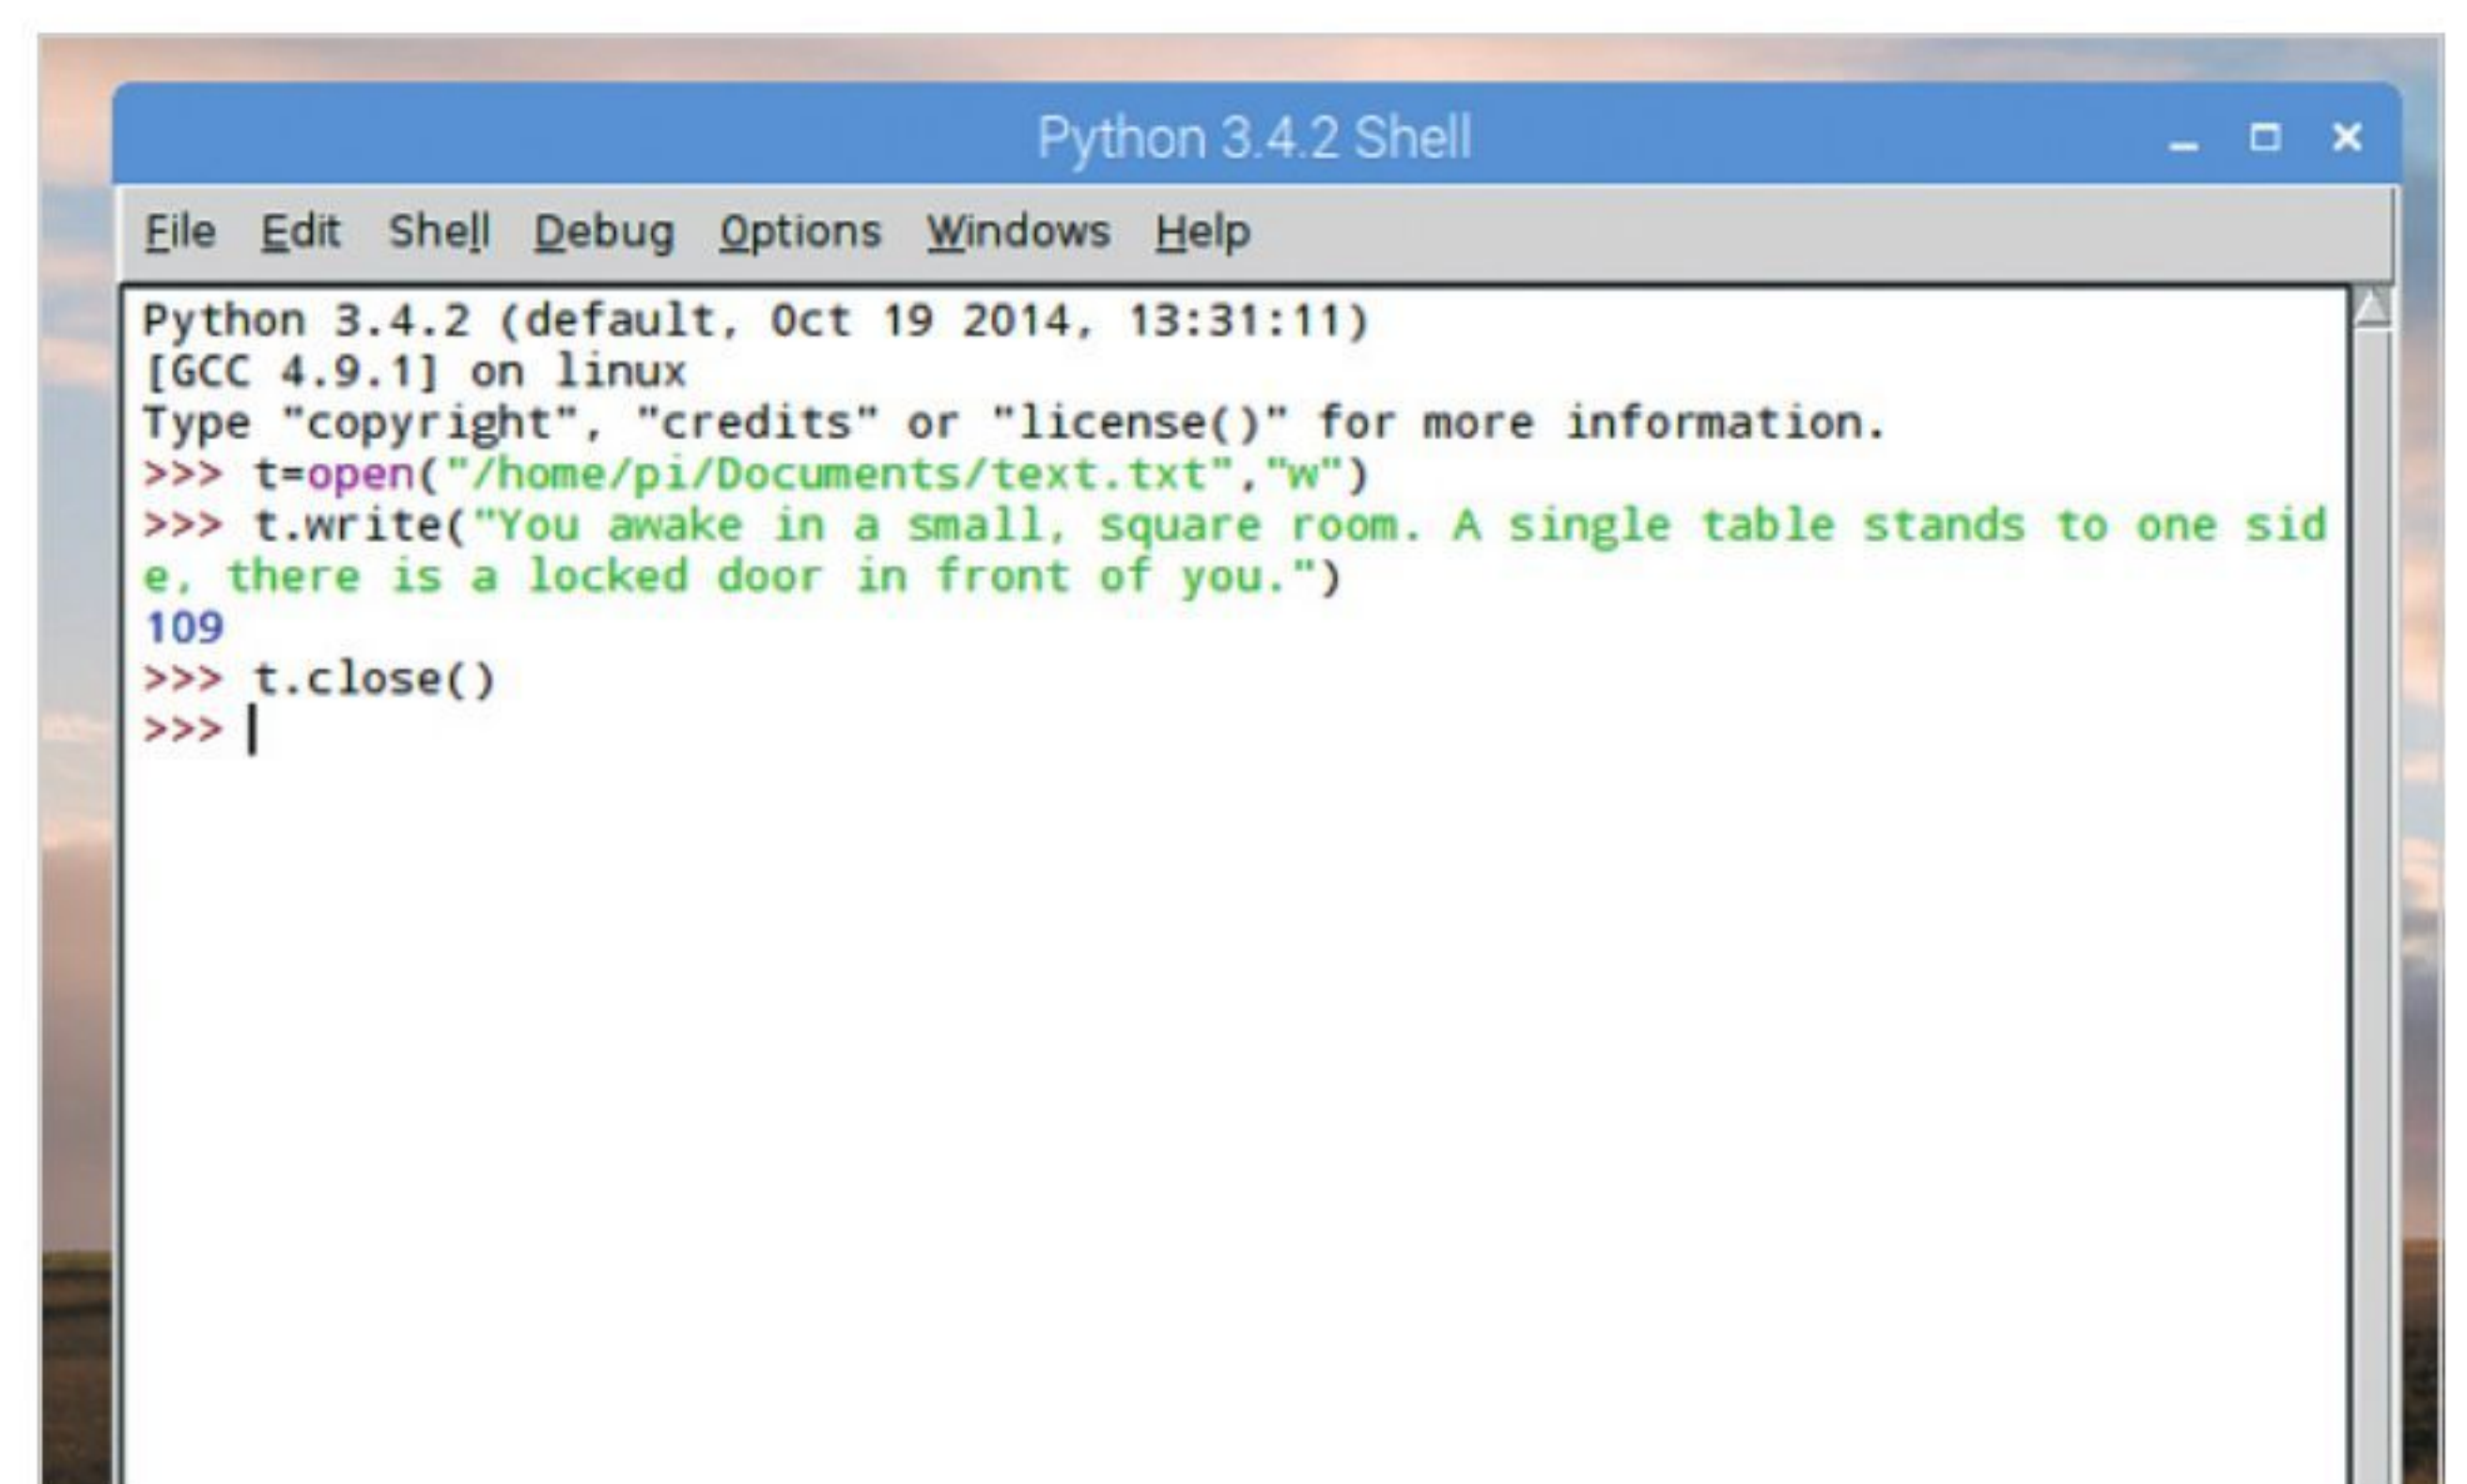 Python 3.4.2 Shell
File Edit Shell Debug Options Windows Help
Python 3.4.2 (default, Oct 19 2014, 13:31:11)
[GCC 4.9.1] on linux
Type "copyright", "credits" or "license()" for more information.
>>> t=open("/home/pi/Documents/text.txt","w")
>>> t.write("You awake in a small, square room. A single table stands to one sid
e, there is a locked door in front of you.")
109
>>> t.close()
>>>